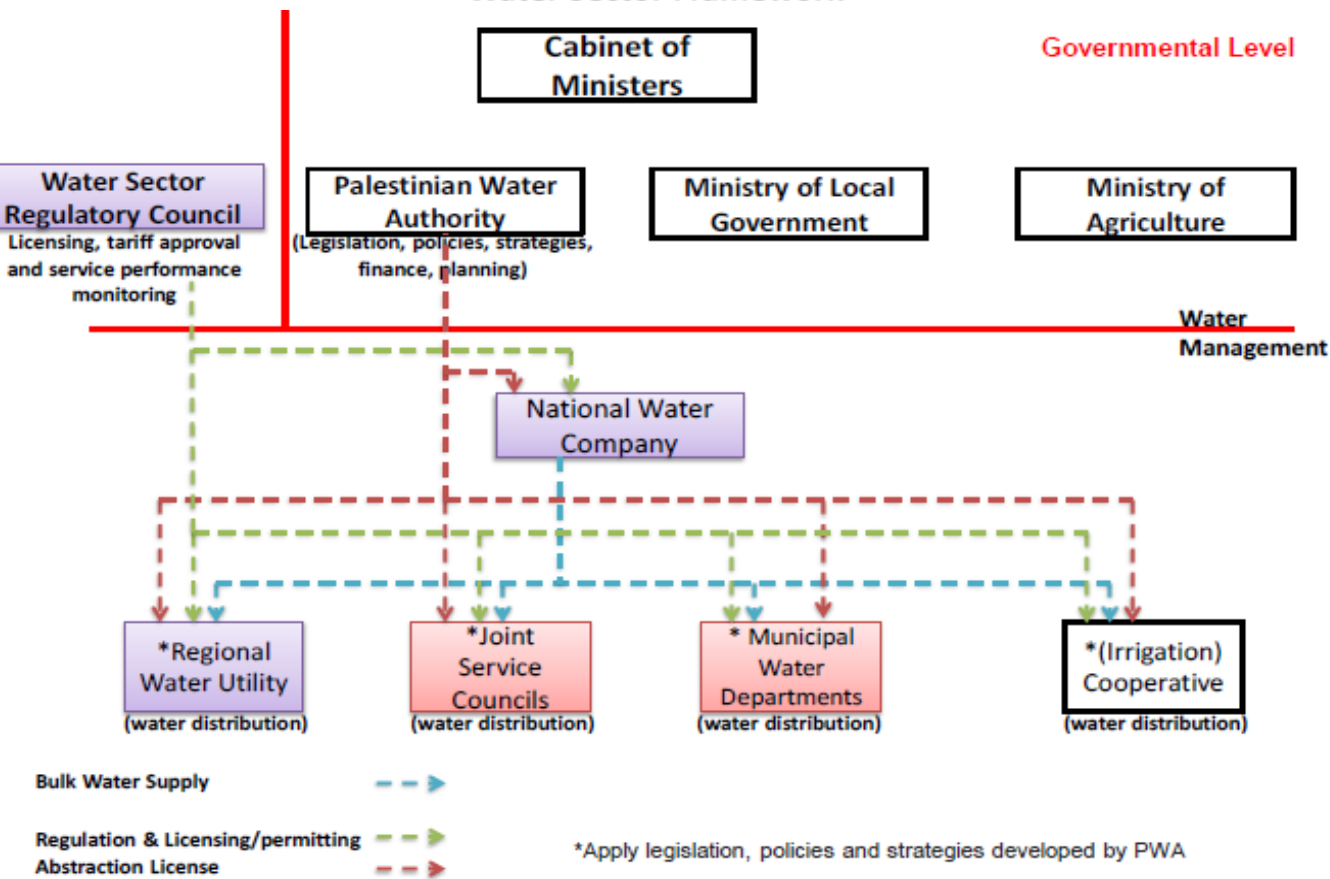 Cabinet of
Ministers
Governmental Level
Water Sector
Regulatory Council
Licensing, tariff approval
and service performance
monitoring
Palestinian Water
Authority
(Legislation, policies, strategies,
finance, planning)
Ministry of Local
Government
Ministry of
Agriculture
Water
Management
National Water
Company
*Regional
Water Utility
(water distribution)
*Joint
Service
Councils
(water distribution)
* Municipal
Water
Departments
(water distribution)
*(Irrigation)
Cooperative
(water distribution)
Bulk Water Supply
Regulation & Licensing/permitting
Abstraction License
*Apply legislation, policies and strategies developed by PWA